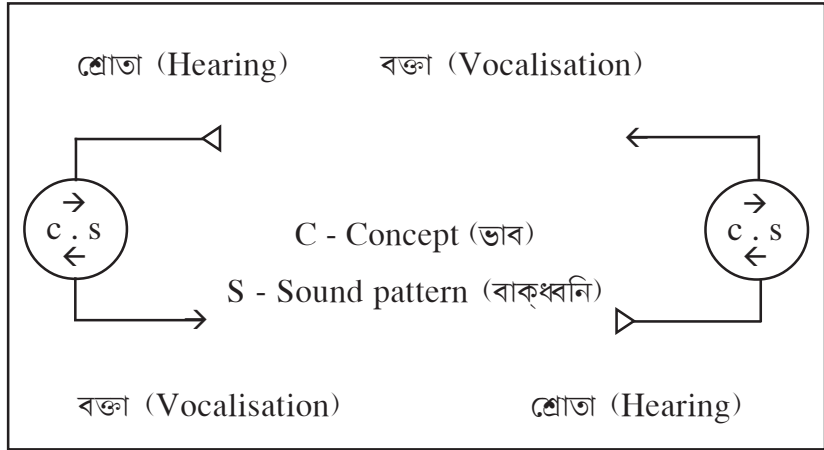 শ্রোতা (Hearing) বক্তা (Vocalisation)
c . s c . s
C - Concept (ভাব)
S - Sound pattern (বাক্‌ধ্বনি)
বক্তা (Vocalisation) শ্রোতা (Hearing)